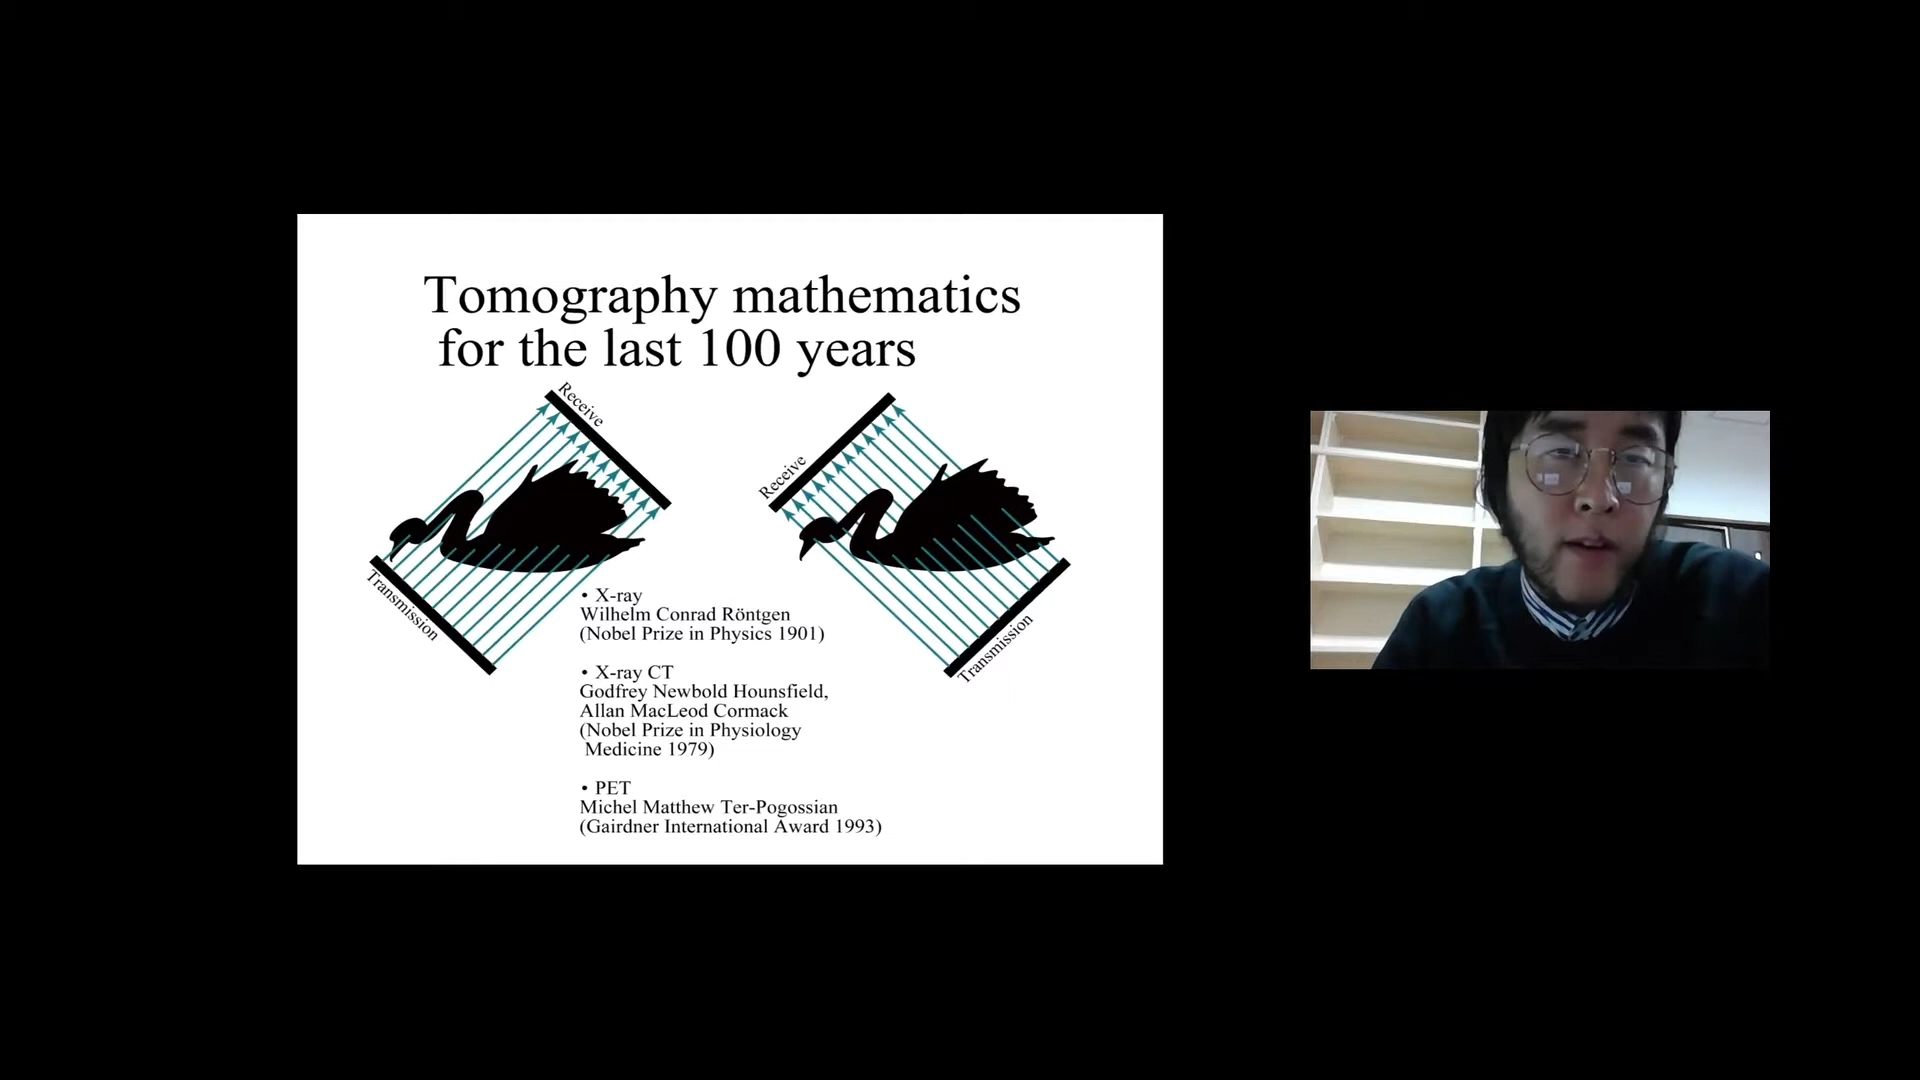 Tomography mathematics
for the last 100 years
Receive
Transmission
Receive
Transmission
• X-ray
Wilhelm Conrad Röntgen
(Nobel Prize in Physics 1901)
• X-ray CT
Godfrey Newbold Hounsfield,
Allan MacLeod Cormack
(Nobel Prize in Physiology
Medicine 1979)
• PET
Michel Matthew Ter-Pogossian
(Gairdner International Award 1993)